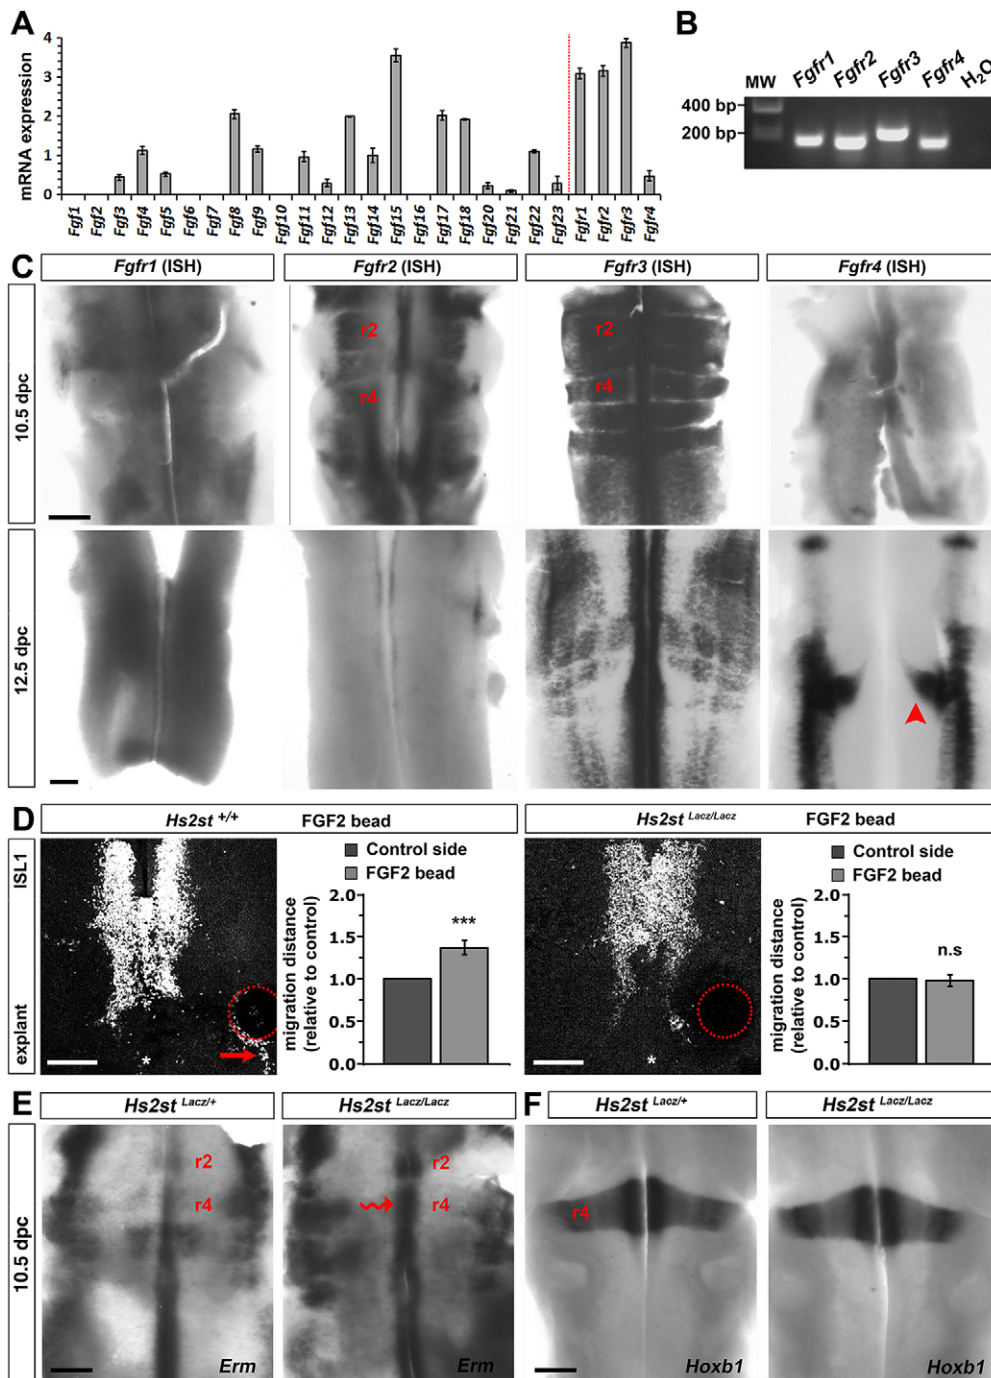 A
mRNA expression
4
3
2
1
0
Fgf1 Fgf2 Fgf3 Fgf4 Fgf5 Fgf6 Fgf7 Fgf8 Fgf9 Fgf10 Fgf11 Fgf12 Fgf13 Fgf14 Fgf15 Fgf16 Fgf17 Fgf18 Fgf20 Fgf21 Fgf22 Fgf23 Fgfr1 Fgfr2 Fgfr3 Fgfr4
B
MW Fgfr1 Fgfr2 Fgfr3 Fgfr4 H2O
400 bp
200 bp
C
Fgfr1 (ISH) Fgfr2 (ISH) Fgfr3 (ISH) Fgfr4 (ISH)
10.5 dpc
r2 r2
r4 r4
12.5 dpc
D
Hs2st +/+ FGF2 bead
ISL1
explant
*
Control side
FGF2 bead
migration distance
(relative to control)
2.0
1.5
1.0
0.5
0.0
***
Hs2st Lacz/Lacz FGF2 bead
*
Control side
FGF2 bead
migration distance
(relative to control)
2.0
1.5
1.0
0.5
0.0
n.s
E
Hs2st Lacz/+ Hs2st Lacz/Lacz
10.5 dpc
r2 r2
r4 r4
Erm Erm
F
Hs2st Lacz/+ Hs2st Lacz/Lacz
r4
Hoxb1 Hoxb1